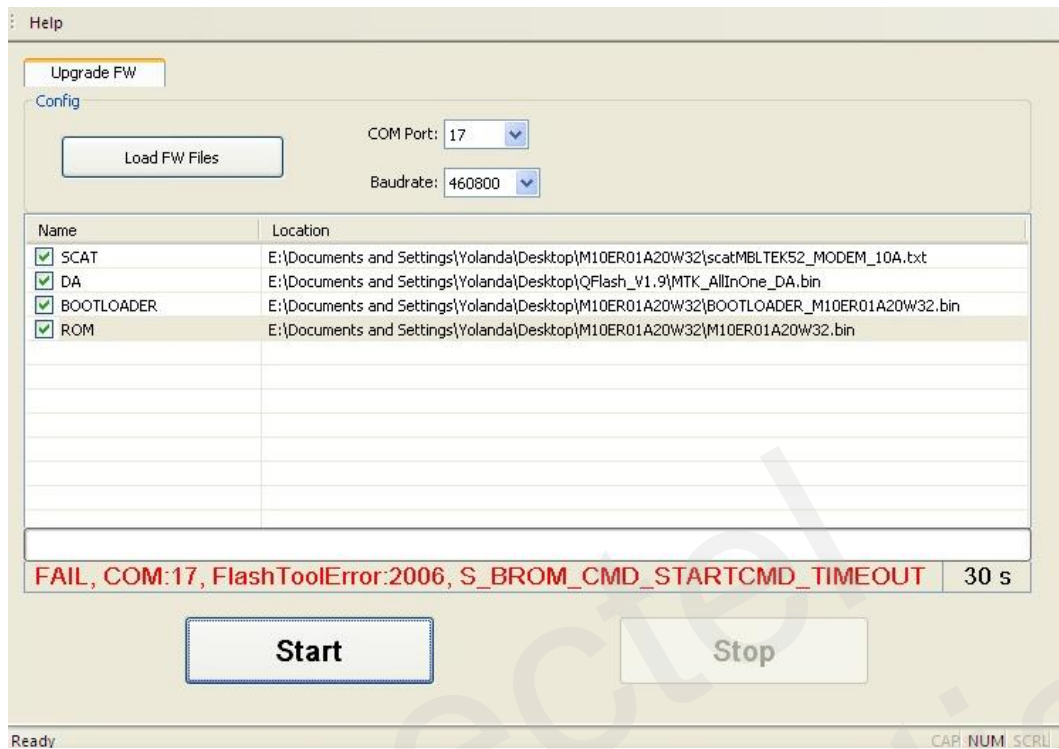 Help
Upgrade FW
Config
Load FW Files
COM Port: 17
Baudrate: 460800
Name Location
SCAT E:\Documents and Settings\Yolanda\Desktop\M10ER01A20W32\scatMBLTEK52_MODEM_10A.txt
DA E:\Documents and Settings\Yolanda\Desktop\QFlash_V1.9\MTK_AllInOne_DA.bin
BOOTLOADER E:\Documents and Settings\Yolanda\Desktop\M10ER01A20W32\BOOTLOADER_M10ER01A20W32.bin
ROM E:\Documents and Settings\Yolanda\Desktop\M10ER01A20W32\M10ER01A20W32.bin
FAIL, COM:17, FlashToolError:2006, S_BROM_CMD_STARTCMD_TIMEOUT 30 s
Start Stop
Ready CAP NUM SCRL